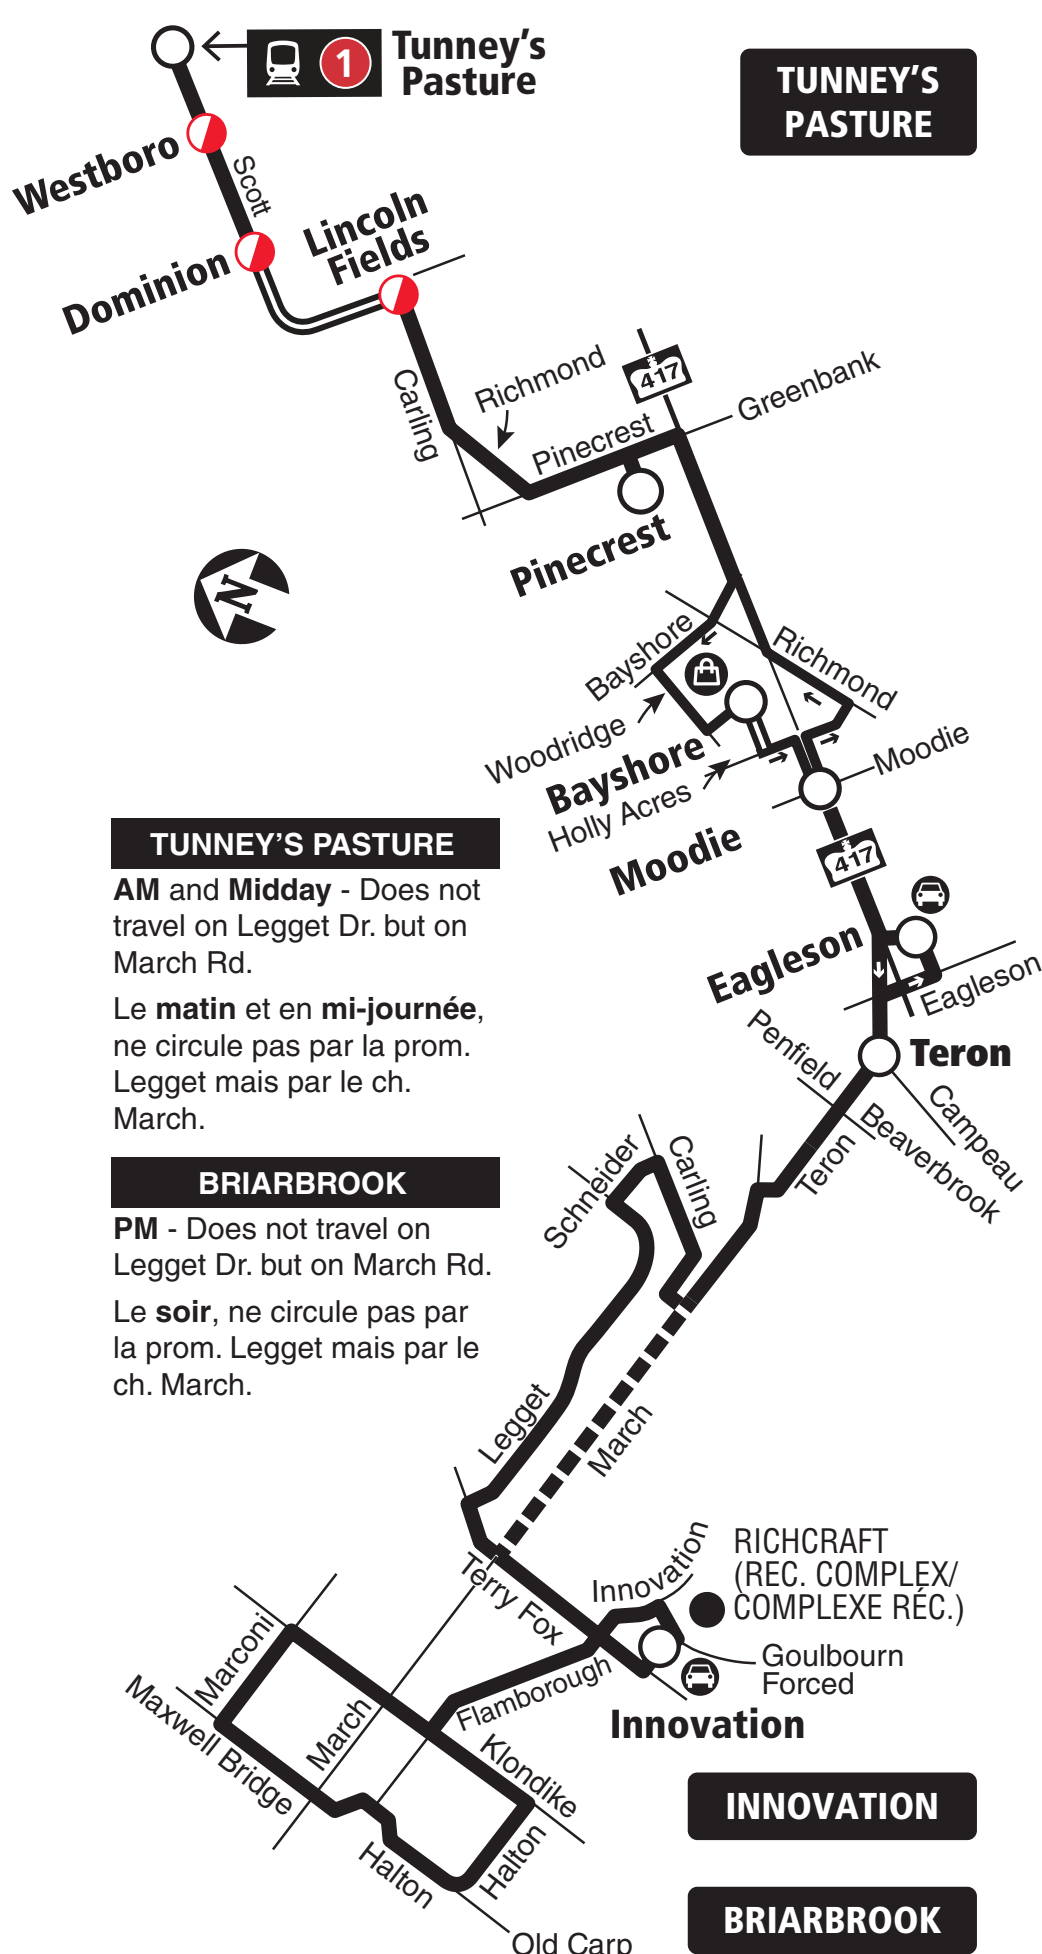 1
Tunney's
Pasture
TUNNEY'S
PASTURE
Westboro
Scott
Dominion
Lincoln
Fields
Carling
Richmond
417
Greenbank
Pinecrest
Pinecrest
N
Bayshore
Richmond
Woodridge
Bayshore
Holly Acres
Moodie
Moodie
417
TUNNEY'S PASTURE
AM and Midday - Does not
travel on Legget Dr. but on
March Rd.
Le matin et en mi-journée,
ne circule pas par la prom.
Legget mais par le ch.
March.
Eagleson
Eagleson
Penfield
Teron
Campeau
Beaverbrook
Teron
Schneider
Carling
BRIARBROOK
PM - Does not travel on
Legget Dr. but on March Rd.
Le soir, ne circule pas par
la prom. Legget mais par le
ch. March.
Legget
March
Terry Fox
Innovation
RICHCRAFT
(REC. COMPLEX/
COMPLEXE RÉC.)
Goulbourn
Forced
Flamborough
Innovation
Marconi
Maxwell Bridge
March
Klondike
Halton
Halton
Old Carp
INNOVATION
BRIARBROOK